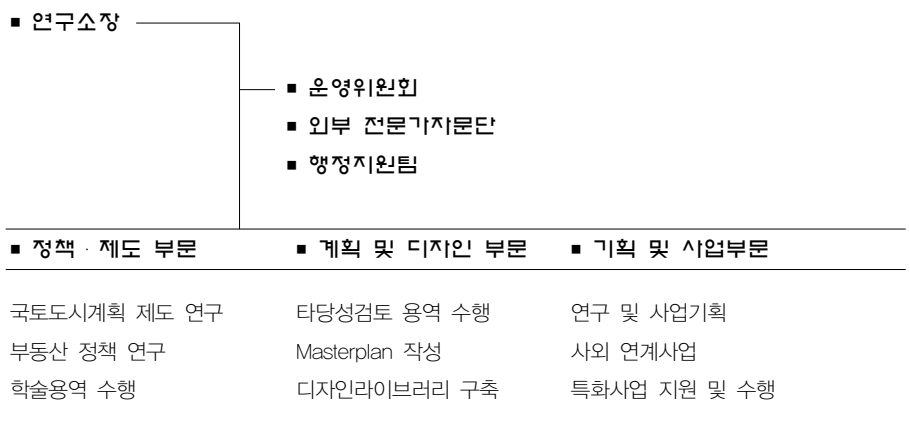 ■ 연구소장
■ 운영위원회
■ 외부 전문가자문단
■ 행정지원팀
■ 정책 · 제도 부문 ■ 계획 및 디자인 부문 ■ 기획 및 사업부문
국토도시계획 제도 연구 타당성검토 용역 수행 연구 및 사업기획
부동산 정책 연구 Masterplan 작성 사외 연계사업
학술용역 수행 디자인라이브러리 구축 특화사업 지원 및 수행